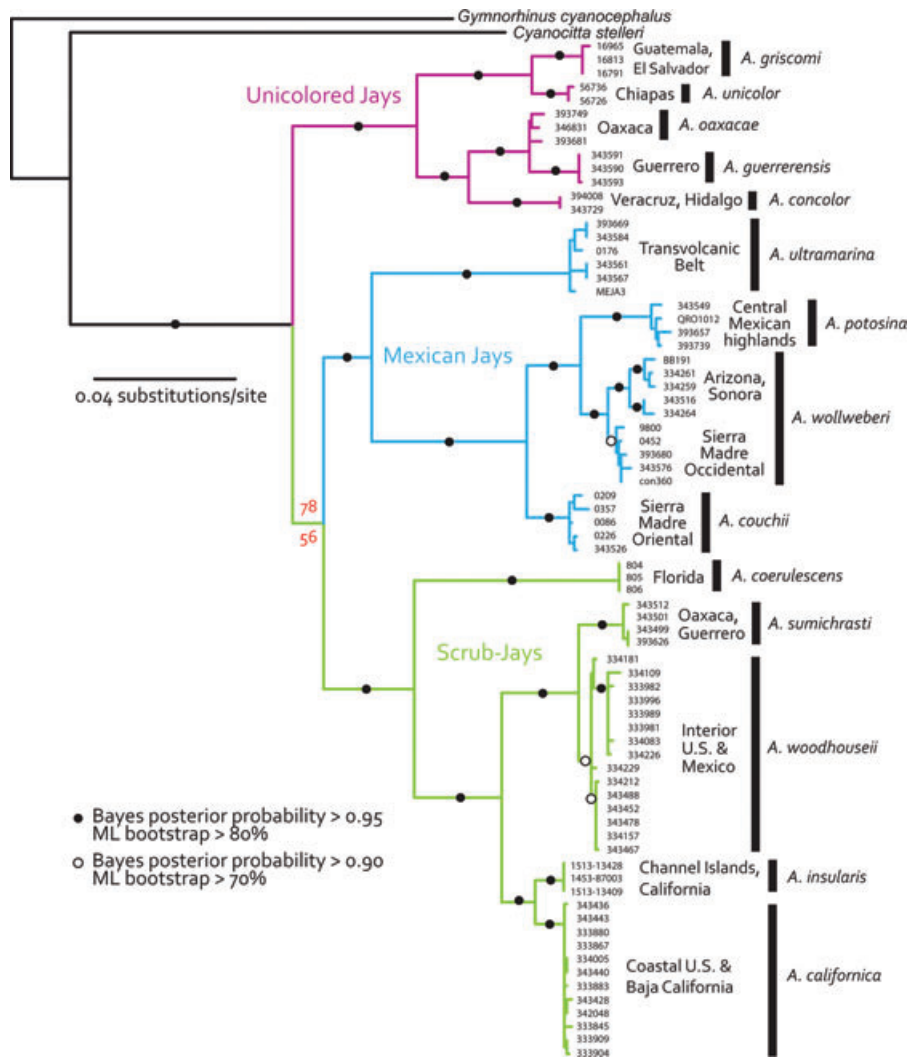 Gymnorhinus cyanocephalus
Cyanocitta stelleri
Unicolored Jays
16965
16813
16791
Guatemala,
El Salvador
A. griscomi
56736
56726
Chiapas
A. unicolor
393749
346831
393681
Oaxaca
A. oaxacae
343591
343590
343593
Guerrero
A. guerrerensis
394008
343729
Veracruz, Hidalgo
A. concolor
Mexican Jays
393669
343584
0176
343561
343567
MEJA3
Transvolcanic
Belt
A. ultramarina
343549
QRO1012
393657
393739
Central
Mexican
highlands
A. potosina
BB191
334261
334259
343516
334264
Arizona,
Sonora
A. wollweberi
9800
0452
393680
343576
con360
Sierra
Madre
Occidental
0209
0357
0086
0226
343526
Sierra
Madre
Oriental
A. couchii
0.04 substitutions/site
78
56
Scrub-Jays
804
805
806
Florida
A. coerulescens
343512
343501
343499
393626
Oaxaca,
Guerrero
A. sumichrasti
334181
334109
333982
333996
333989
333981
334083
334226
334229
334212
343488
343452
343478
334157
343467
Interior
U.S. &
Mexico
A. woodhouseii
1513-13428
1453-87003
1513-13409
Channel Islands,
California
A. insularis
343436
343443
333880
333867
334005
343440
333883
343428
342048
333845
333909
333904
Coastal U.S. &
Baja California
A. californica
Bayes posterior probability > 0.95
ML bootstrap > 80%
Bayes posterior probability > 0.90
ML bootstrap > 70%